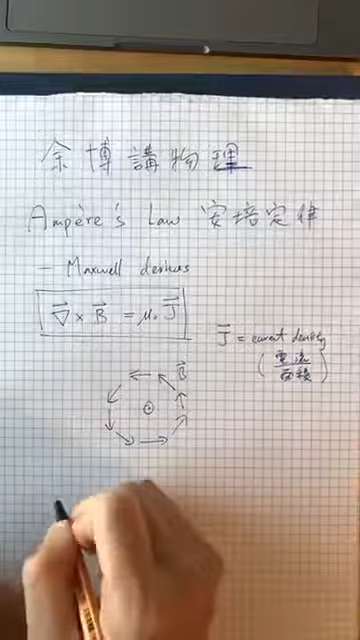 余博講物理
Ampère's Law 安培定律
- Maxwell derives
∇⃗ × B⃗ = μ₀ J⃗
J⃗ = current density
(電流
面積)
B⃗